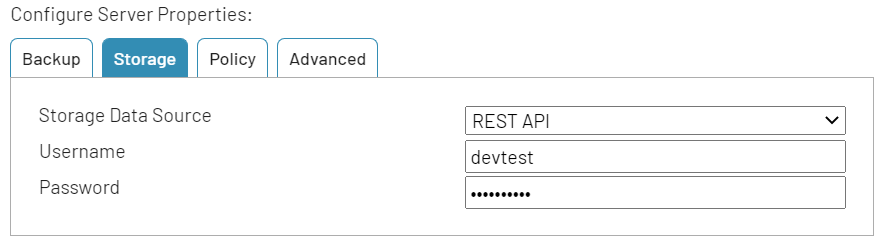 Configure Server Properties:
Backup Storage Policy Advanced
Storage Data Source REST API
Username devtest
Password ••••••••••